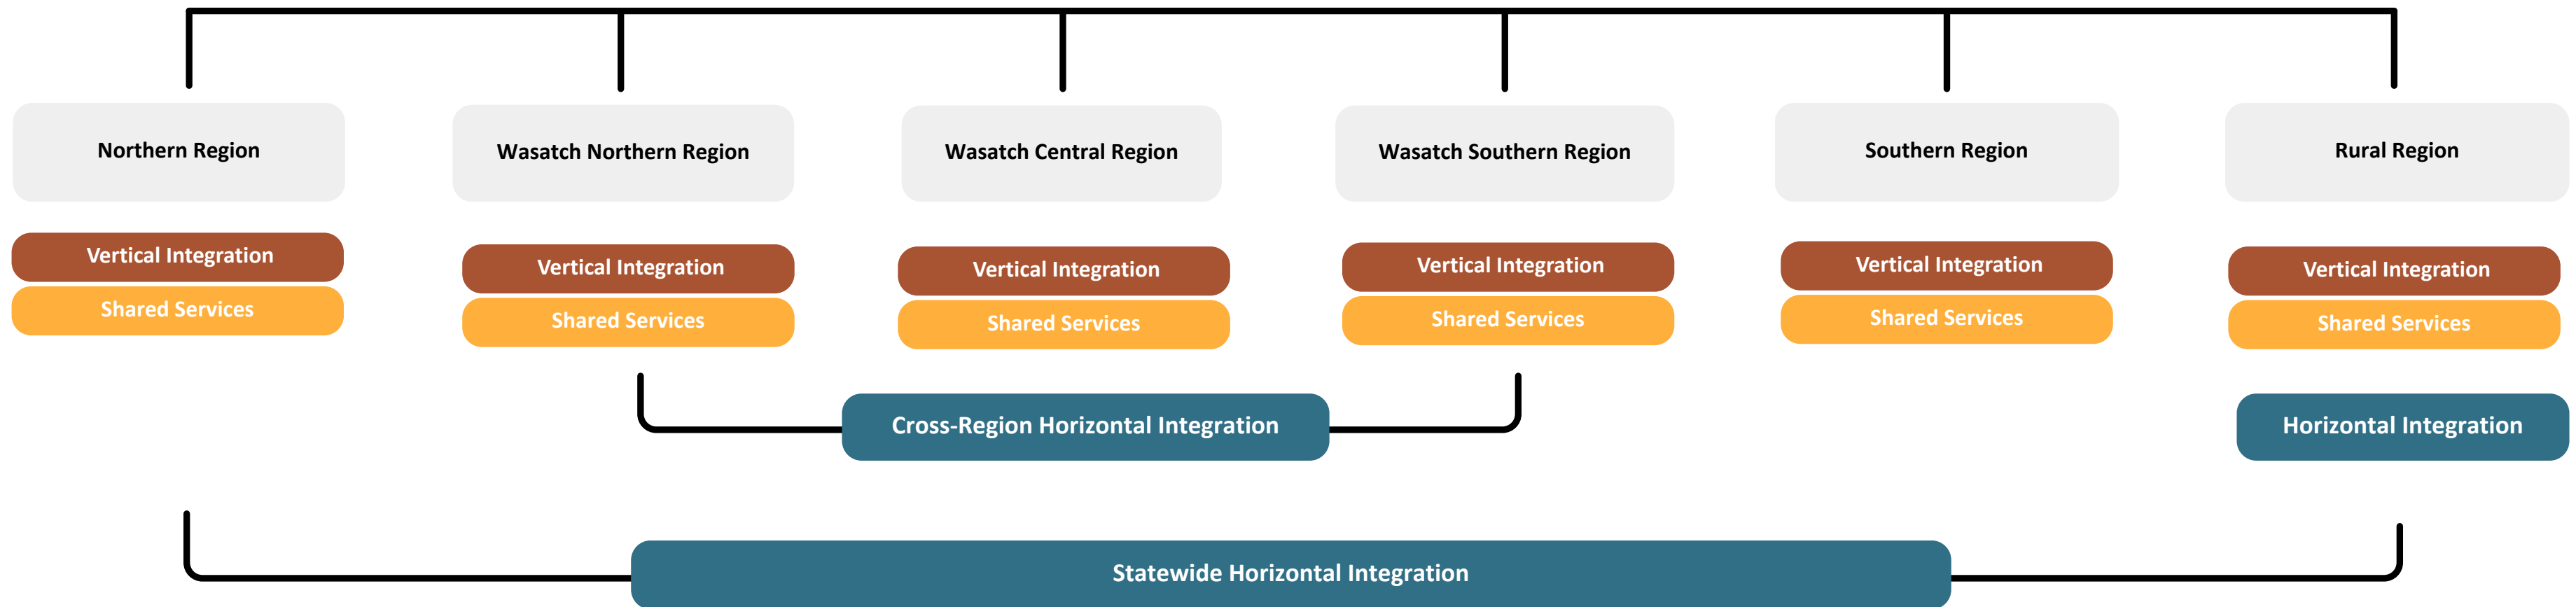 Northern Region
Wasatch Northern Region
Wasatch Central Region
Wasatch Southern Region
Southern Region
Rural Region
Vertical Integration
Shared Services
Vertical Integration
Shared Services
Vertical Integration
Shared Services
Vertical Integration
Shared Services
Vertical Integration
Shared Services
Vertical Integration
Shared Services
Cross-Region Horizontal Integration
Horizontal Integration
Statewide Horizontal Integration